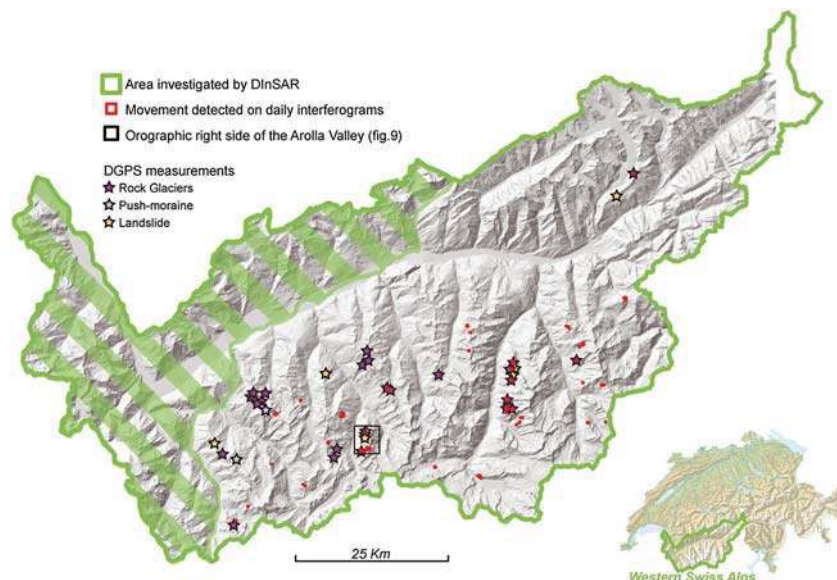 Area investigated by DInSAR
Movement detected on daily interferograms
Orographic right side of the Arolla Valley (fig.9)
DGPS measurements
Rock Glaciers
Push-moraine
Landslide
25 Km
Western Swiss Alps